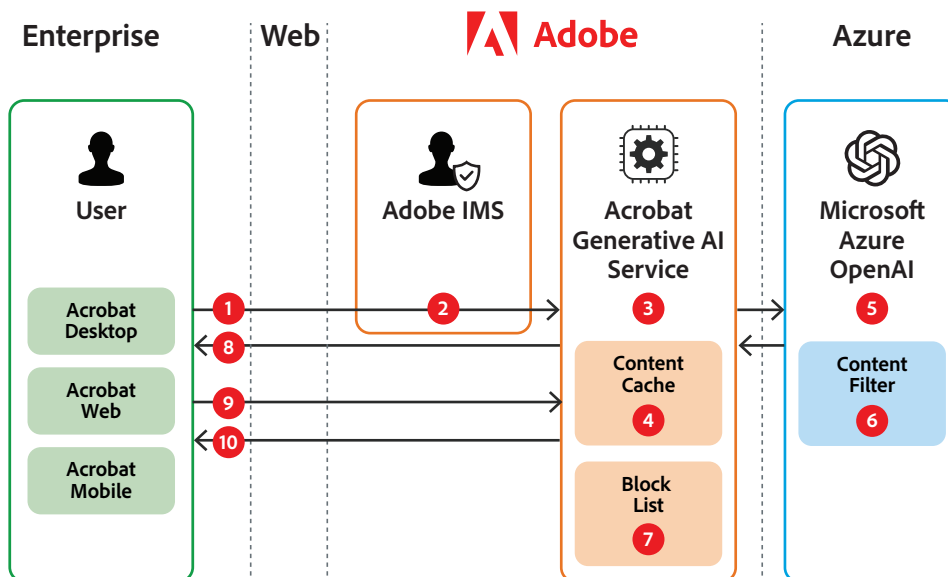 Enterprise
Web
Adobe
Azure
User
Adobe IMS
Acrobat
Generative AI
Service
Microsoft
Azure
OpenAI
Acrobat
Desktop
1
2
3
5
8
Content
Cache
4
Content
Filter
6
Acrobat
Web
9
10
Acrobat
Mobile
Block
List
7